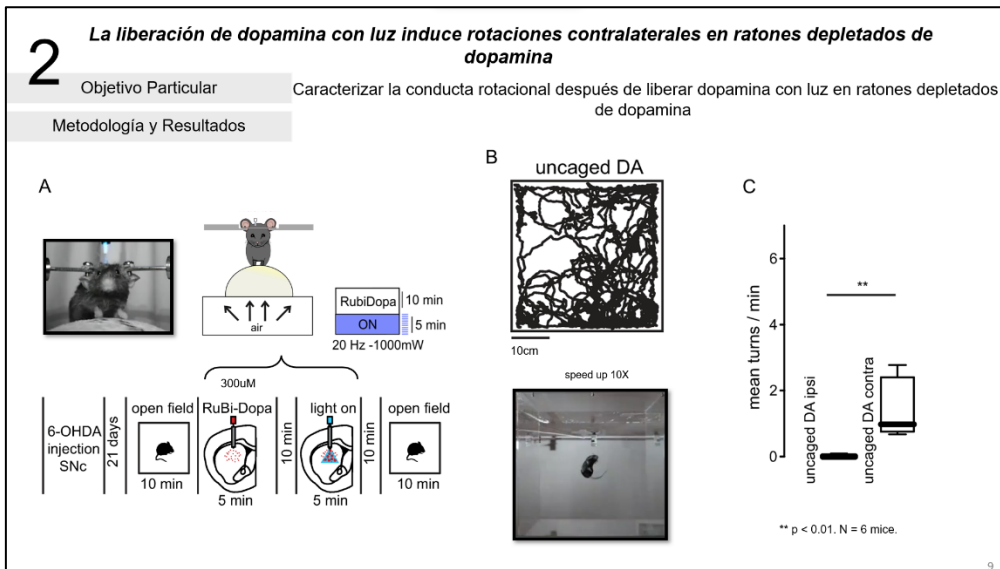 2
La liberación de dopamina con luz induce rotaciones contralaterales en ratones depletados de
dopamina
Objetivo Particular
Caracterizar la conducta rotacional después de liberar dopamina con luz en ratones depletados
de dopamina
Metodología y Resultados
A
RubiDopa
10 min
ON
5 min
20 Hz -1000mW
air
300uM
6-OHDA
injection
SNc
21 days
open field
10 min
RuBi-Dopa
5 min
10 min
light on
5 min
10 min
open field
10 min
B
uncaged DA
10cm
speed up 10X
C
mean turns / min
6
4
2
0
**
uncaged DA ipsi
uncaged DA contra
** p < 0.01. N = 6 mice.
9